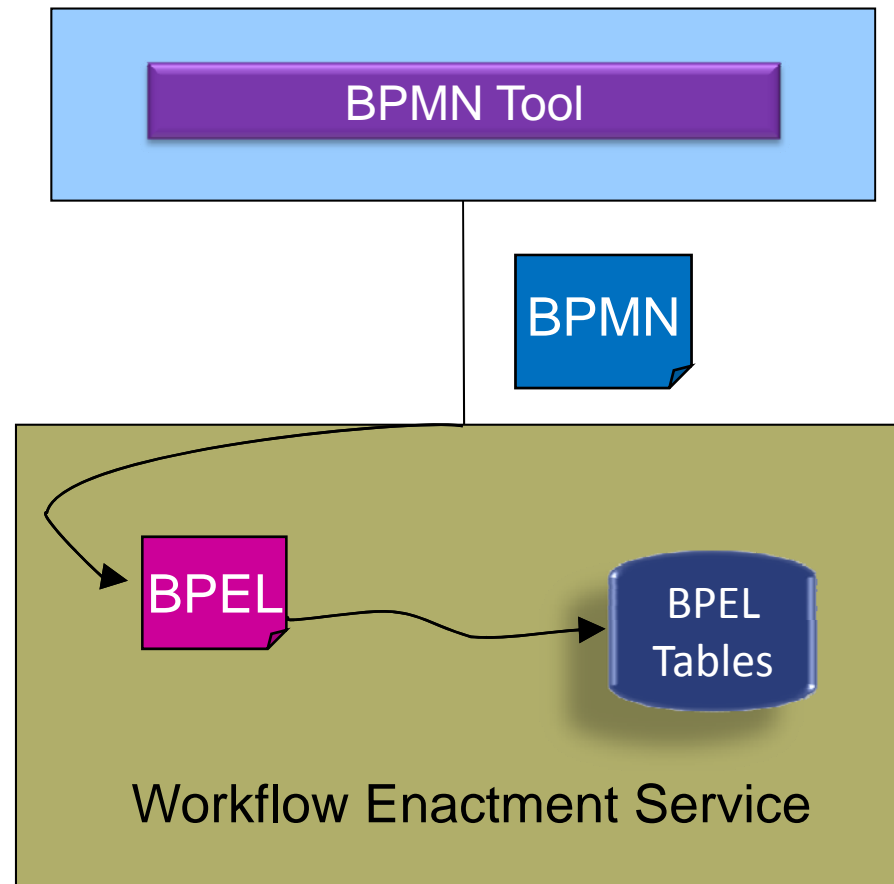 BPMN Tool
BPMN
BPEL
BPEL
Tables
Workflow Enactment Service